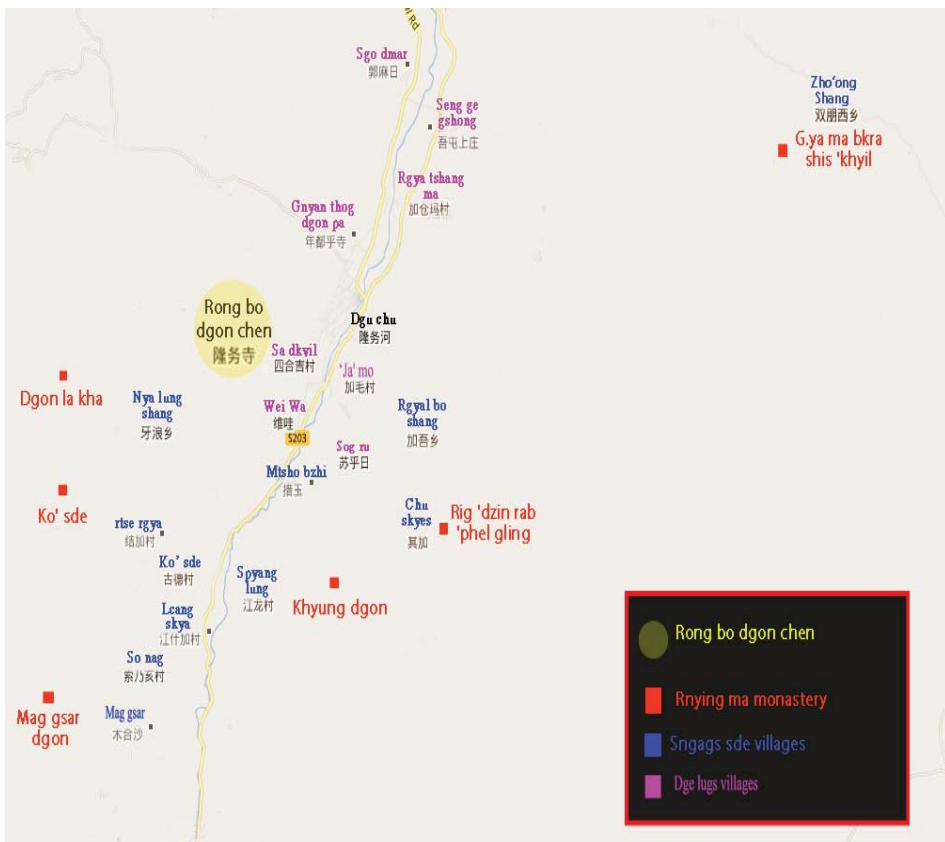 Rd
Sgo dmar
郭麻日
Seng ge
gshong
吾屯上庄
Zho'ong
Shang
双朋西乡
G.ya ma bkra
shis 'khyil
Rgya tshang
ma
加仓玛村
Gnyan thog
dgon pa
年都乎寺
Rong bo
dgon chen
隆务寺
Dgu chu
隆务河
Sa dkyil
四合吉村
'Ja' mo
加毛村
Dgon la kha
Nya lung
shang
牙浪乡
Wei Wa
维哇
Rgyal bo
shang
加吾乡
S203
Sog ru
苏乎日
Mtsho bzhi
措玉
Ko' sde
Chu
skyes
其加
Rig 'dzin rab
'phel gling
rtse rgya
结加村
Ko' sde
古德村
Spyang
lung
江龙村
Khyung dgon
Lcang
skya
江什加村
So nag
索乃亥村
Mag gsar
dgon
Mag gsar
木合沙
Rong bo dgon chen
Rnying ma monastery
Sngags sde villages
Dge lugs villages